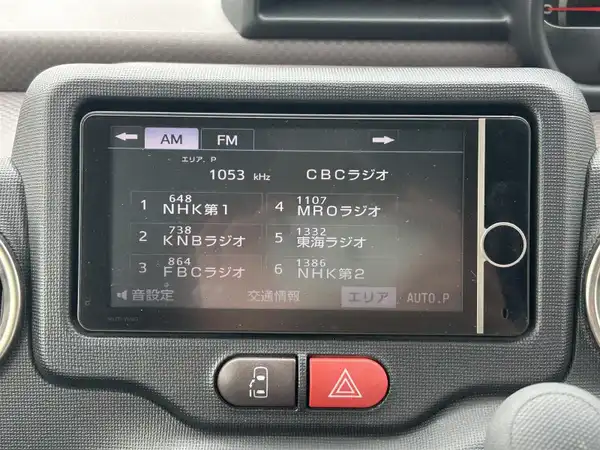 AM FM
エリア. P
1053 kHz CBCラジオ
1 648 NHK第1
4 1107 MROラジオ
2 738 KNBラジオ
5 1332 東海ラジオ
3 864 FBCラジオ
6 1386 NHK第2
音設定 交通情報 エリア AUTO.P